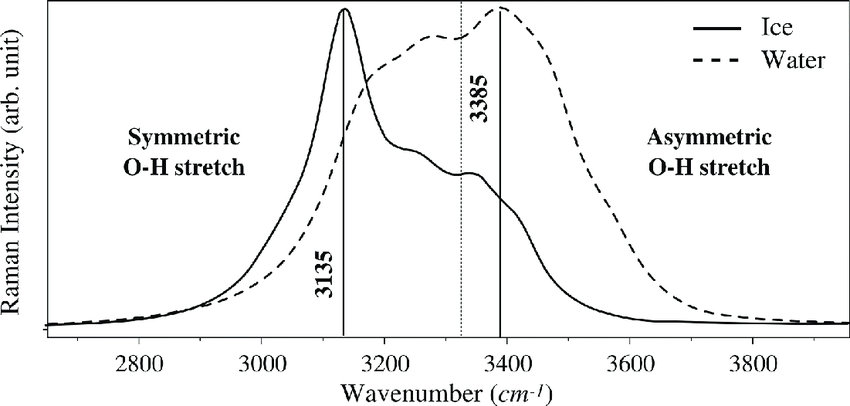 Ice
Water
Symmetric
O-H stretch
Asymmetric
O-H stretch
3135
3385
Raman Intensity (arb. unit)
2800 3000 3200 3400 3600 3800
Wavenumber (cm-1)